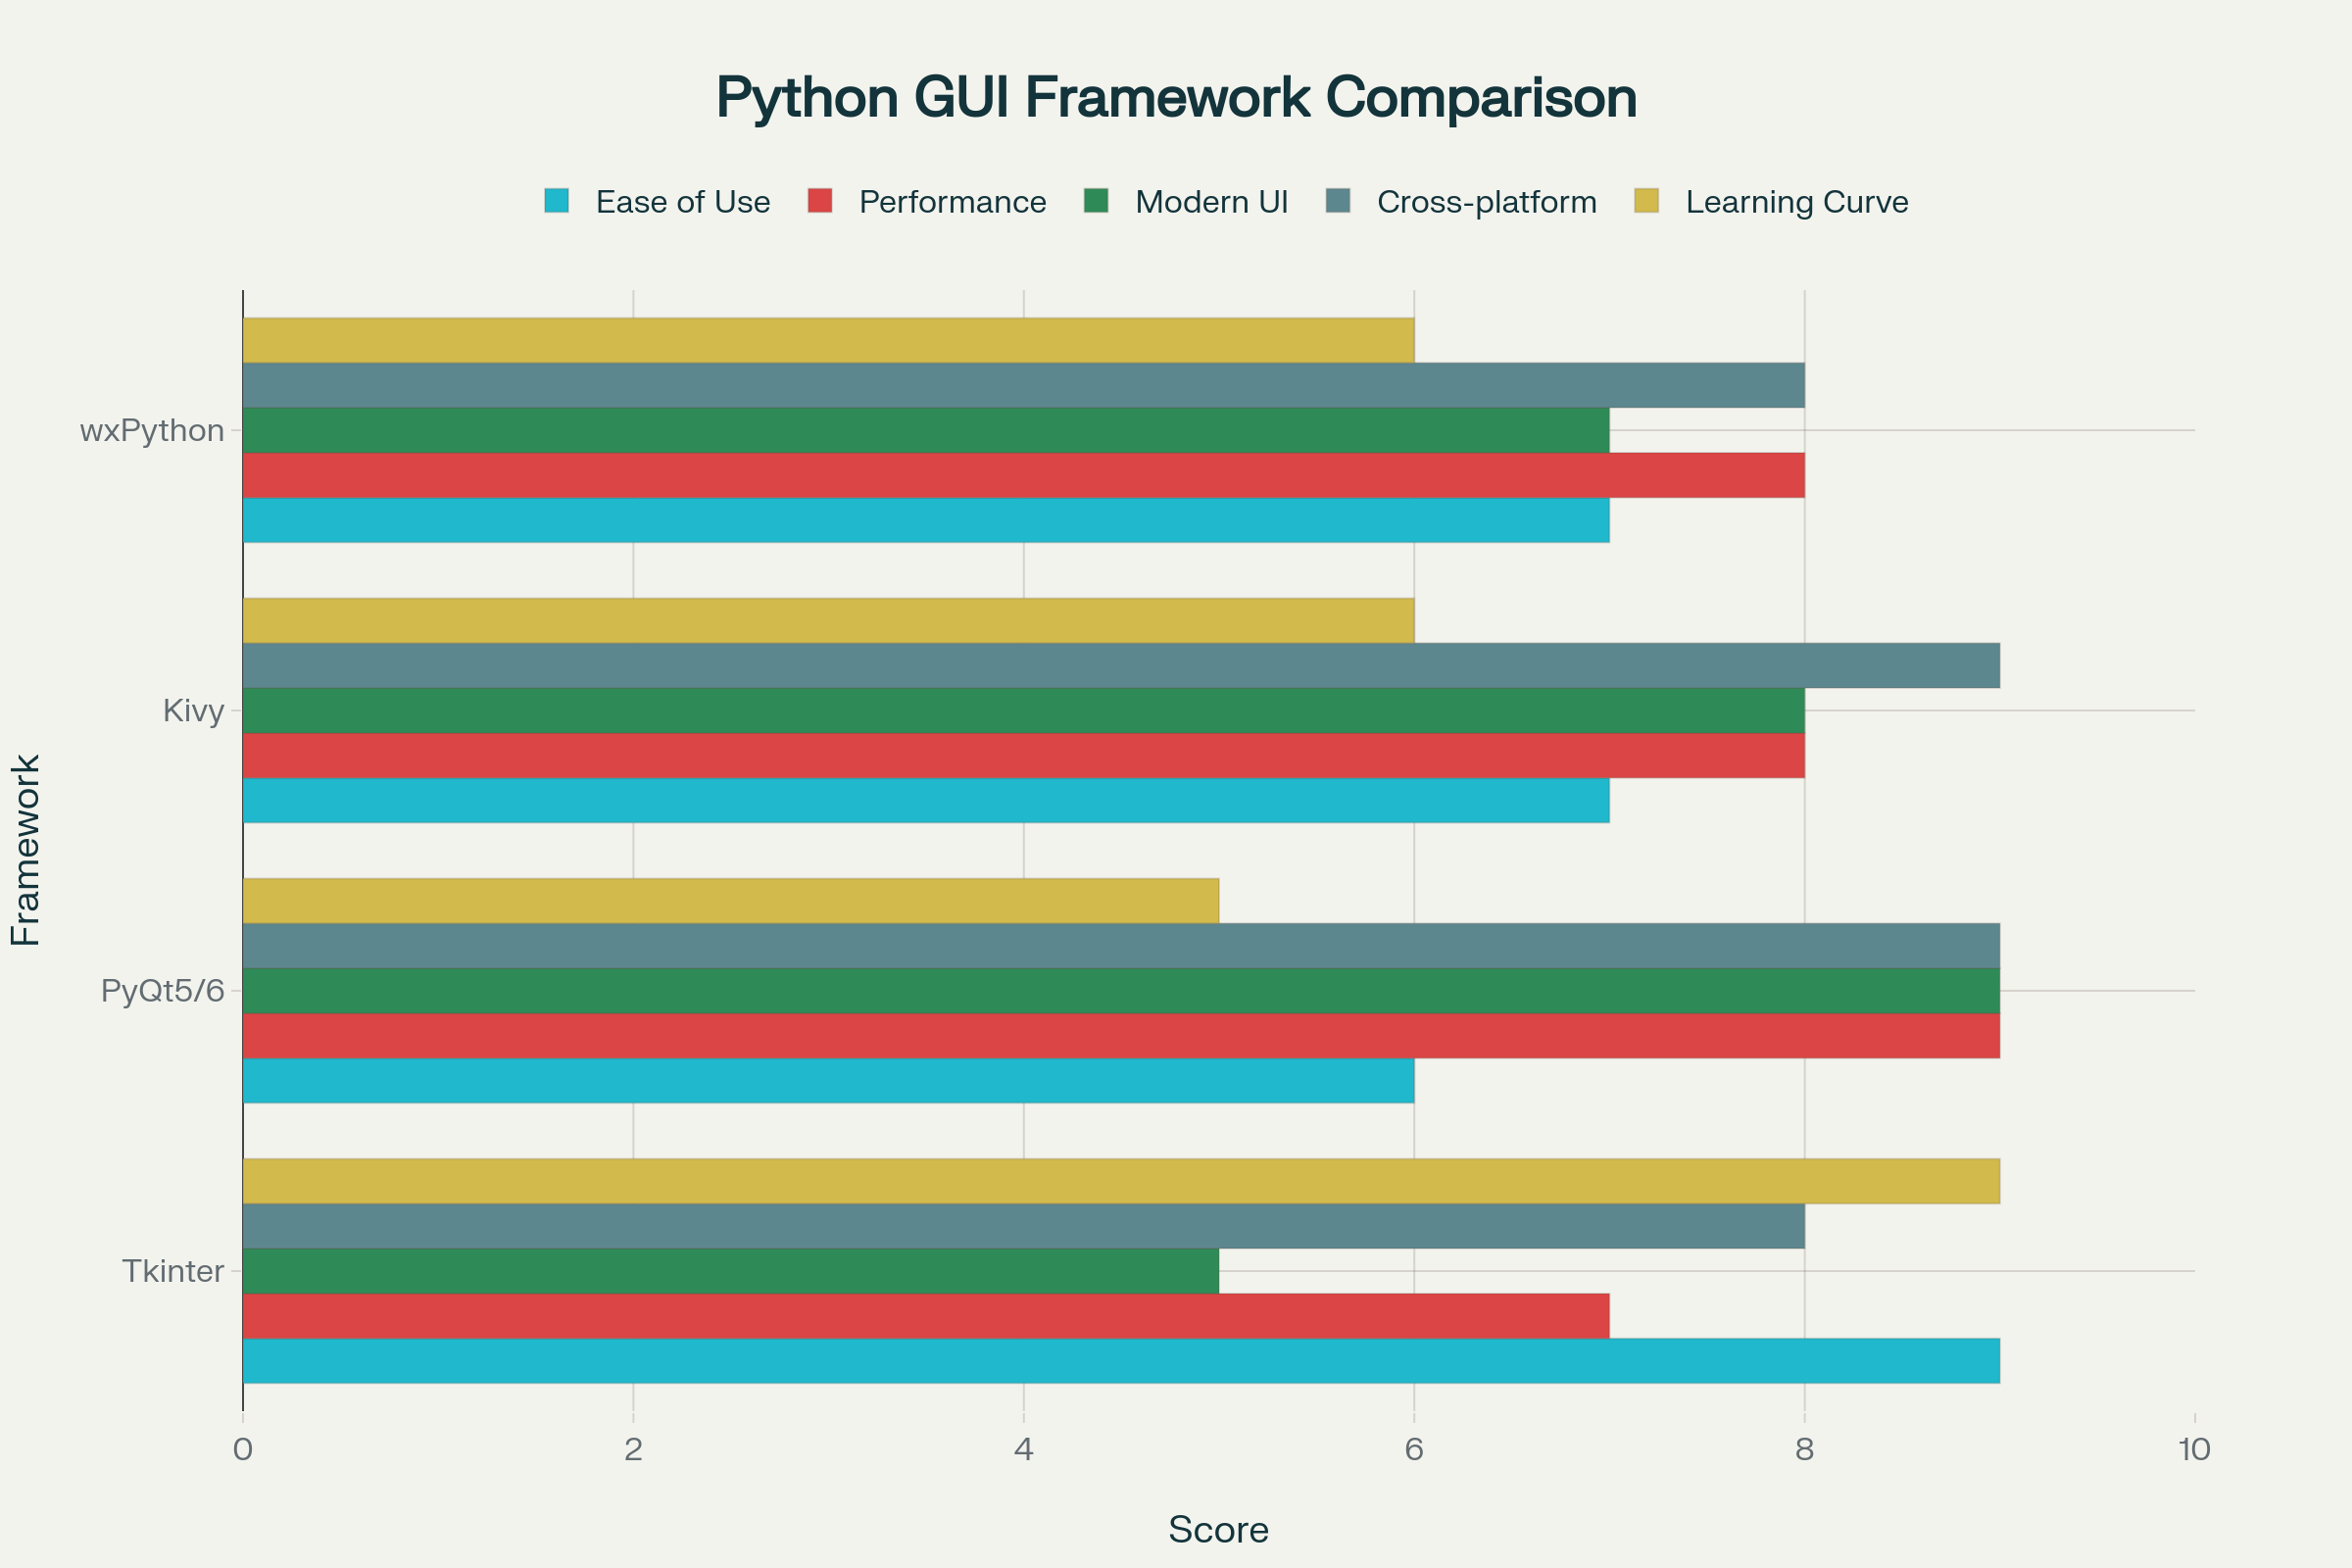 Python GUI Framework Comparison
Ease of Use Performance Modern UI Cross-platform Learning Curve
Framework
wxPython
Kivy
PyQt5/6
Tkinter
0 2 4 6 8 10
Score